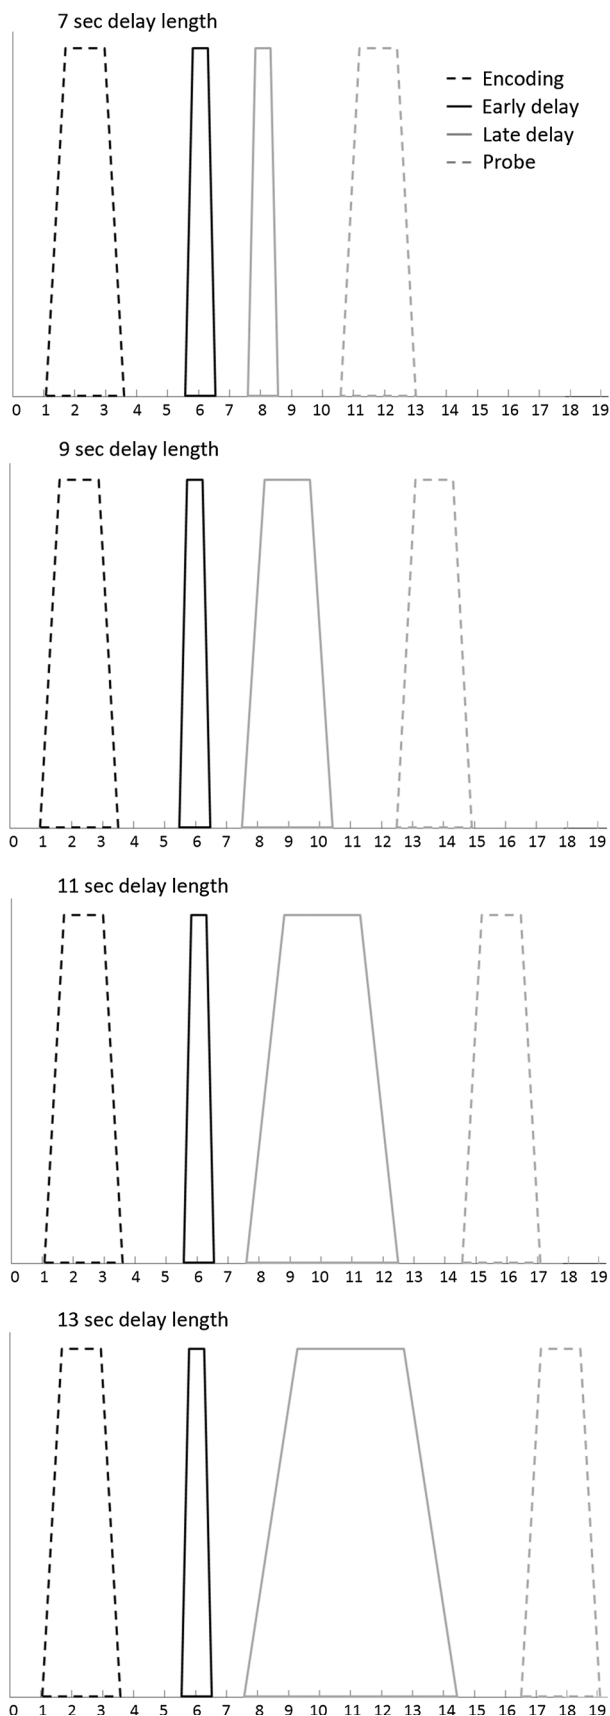 7 sec delay length
Encoding
Early delay
Late delay
Probe
0 1 2 3 4 5 6 7 8 9 10 11 12 13 14 15 16 17 18 19
9 sec delay length
0 1 2 3 4 5 6 7 8 9 10 11 12 13 14 15 16 17 18 19
11 sec delay length
0 1 2 3 4 5 6 7 8 9 10 11 12 13 14 15 16 17 18 19
13 sec delay length
0 1 2 3 4 5 6 7 8 9 10 11 12 13 14 15 16 17 18 19